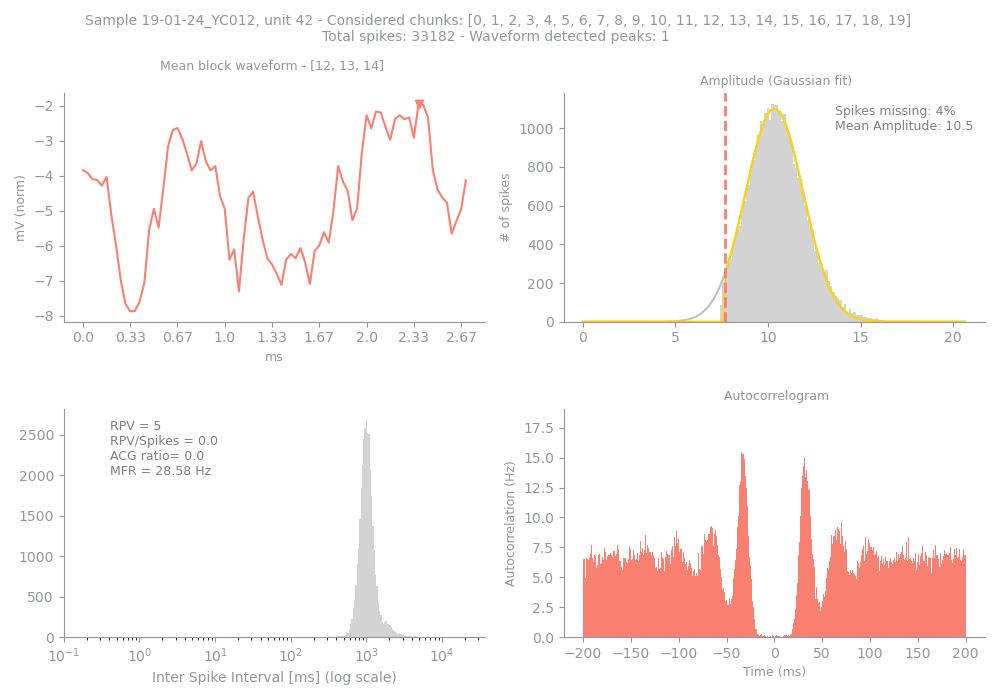 Sample 19-01-24_YC012, unit 42 - Considered chunks: [0, 1, 2, 3, 4, 5, 6, 7, 8, 9, 10, 11, 12, 13, 14, 15, 16, 17, 18, 19]
Total spikes: 33182 - Waveform detected peaks: 1
Mean block waveform - [12, 13, 14]
−2
−3
−4
−5
−6
−7
−8
mV (norm)
0.0 0.33 0.67 1.0 1.33 1.67 2.0 2.33 2.67
ms
Amplitude (Gaussian fit)
Spikes missing: 4%
Mean Amplitude: 10.5
1000
800
600
400
200
0
# of spikes
0 5 10 15 20
RPV = 5
RPV/Spikes = 0.0
ACG ratio= 0.0
MFR = 28.58 Hz
2500
2000
1500
1000
500
0
10⁻¹ 10⁰ 10¹ 10² 10³ 10⁴
Inter Spike Interval [ms] (log scale)
Autocorrelogram
17.5
15.0
12.5
10.0
7.5
5.0
2.5
0.0
Autocorrelation (Hz)
−200 −150 −100 −50 0 50 100 150 200
Time (ms)